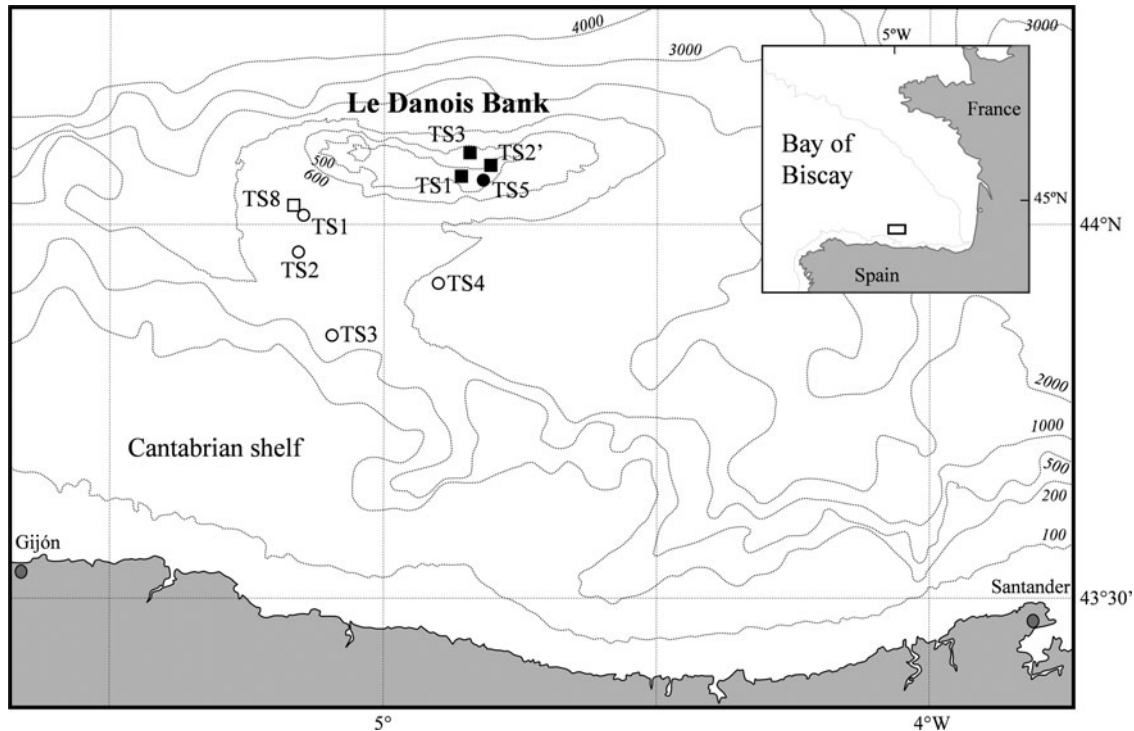 4000
3000
3000
5°W
France
Le Danois Bank
TS3
TS2’
500
600
TS1
TS5
Bay of
Biscay
TS8
TS1
45°N
44°N
TS2
TS4
Spain
TS3
2000
1000
Cantabrian shelf
500
200
100
Gijón
Santander
43°30’
5°
4°W